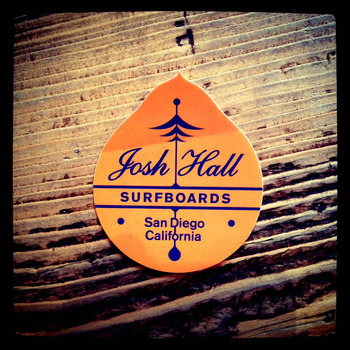 Josh Hall
SURFBOARDS
San Diego
California